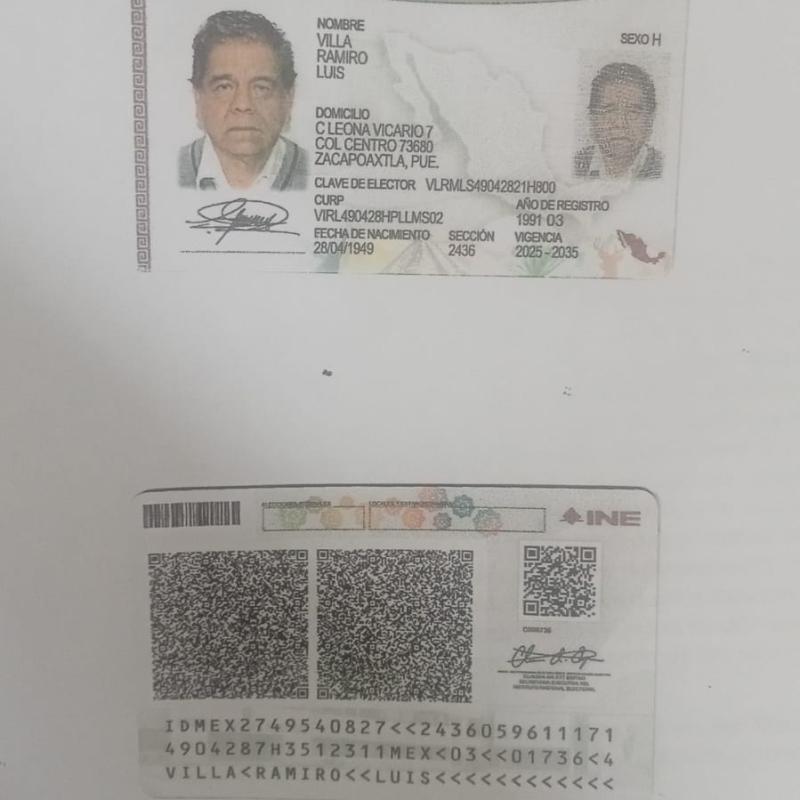 NOMBRE
VILLA
RAMIRO
LUIS
SEXO H
DOMICILIO
C LEONA VICARIO 7
COL CENTRO 73680
ZACAPOAXTLA, PUE.
CLAVE DE ELECTOR VLRMLS49042821H800
CURP
VIRL490428HPLLMS02
AÑO DE REGISTRO
1991 03
FECHA DE NACIMIENTO
28/04/1949
SECCIÓN
2436
VIGENCIA
2025 - 2035
INE
IDMEX2749540827<<2436059611171
4904287H3512311MEX<03<<01736<4
VILLA<RAMIRO<<LUIS<<<<<<<<<<<<